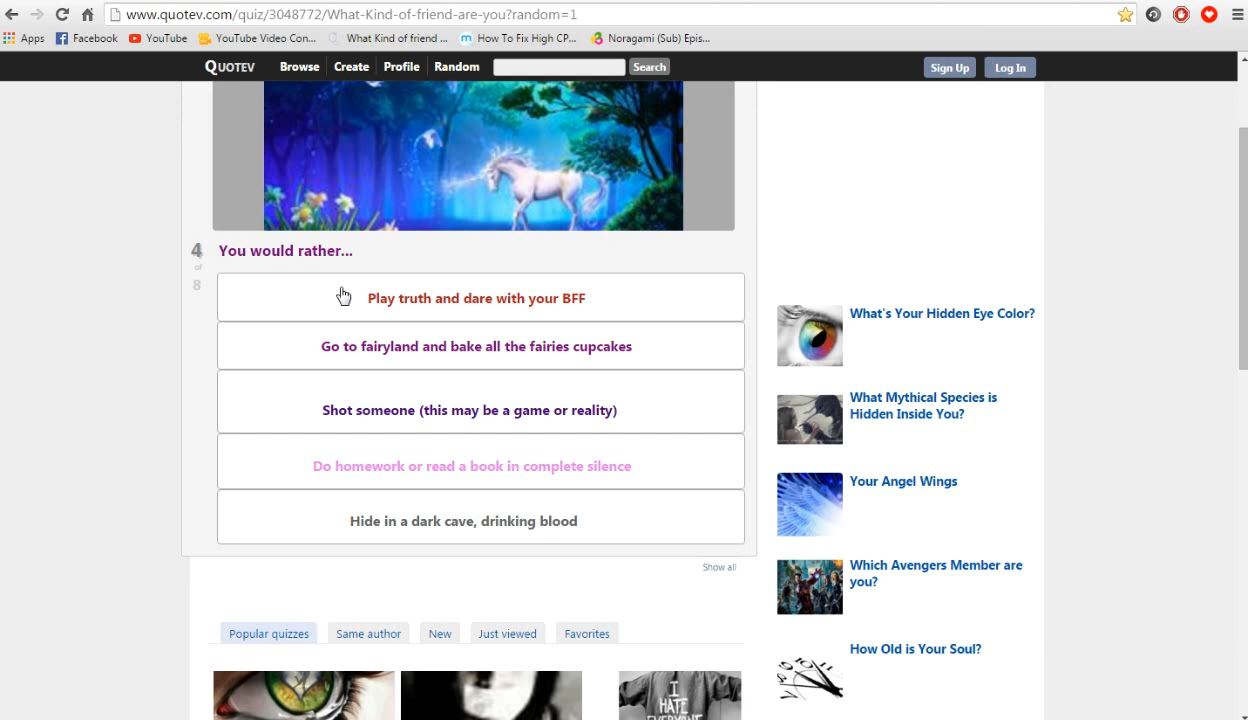 www.quotev.com/quiz/3048772/What-Kind-of-friend-are-you?random=1
Apps Facebook YouTube YouTube Video Con... What Kind of friend ... How To Fix High CP... Noragami (Sub) Epis...
QUOTEV Browse Create Profile Random Search Sign Up Log In
4 You would rather...
of
8
Play truth and dare with your BFF
Go to fairyland and bake all the fairies cupcakes
Shot someone (this may be a game or reality)
Do homework or read a book in complete silence
Hide in a dark cave, drinking blood
Show all
Popular quizzes Same author New Just viewed Favorites
I
HATE
EVERYONE
What's Your Hidden Eye Color?
What Mythical Species is
Hidden Inside You?
Your Angel Wings
Which Avengers Member are
you?
How Old is Your Soul?